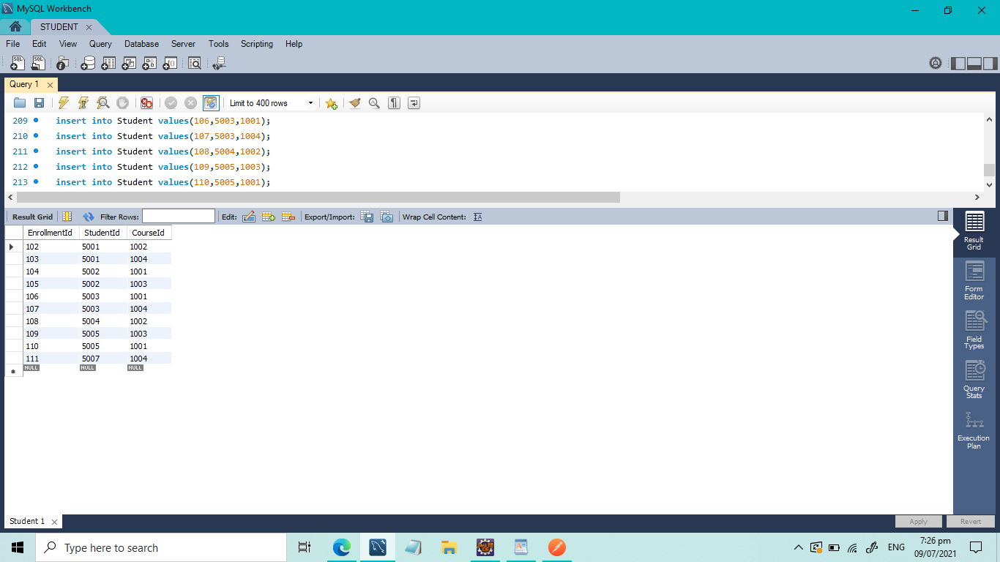 MySQL Workbench
STUDENT
File Edit View Query Database Server Tools Scripting Help
Query 1
Limit to 400 rows
209 insert into Student values(106,5003,1001);
210 insert into Student values(107,5003,1004);
211 insert into Student values(108,5004,1002);
212 insert into Student values(109,5005,1003);
213 insert into Student values(110,5005,1001);
Result Grid Filter Rows: Edit: Export/Import: Wrap Cell Content:
EnrollmentId StudentId CourseId
102 5001 1002
103 5001 1004
104 5002 1001
105 5002 1003
106 5003 1001
107 5003 1004
108 5004 1002
109 5005 1003
110 5005 1001
111 5007 1004
NULL NULL NULL
Result
Grid
Form
Editor
Field
Types
Query
Stats
Execution
Plan
Student 1
Apply Revert
Type here to search
ENG
7:26 pm
09/07/2021